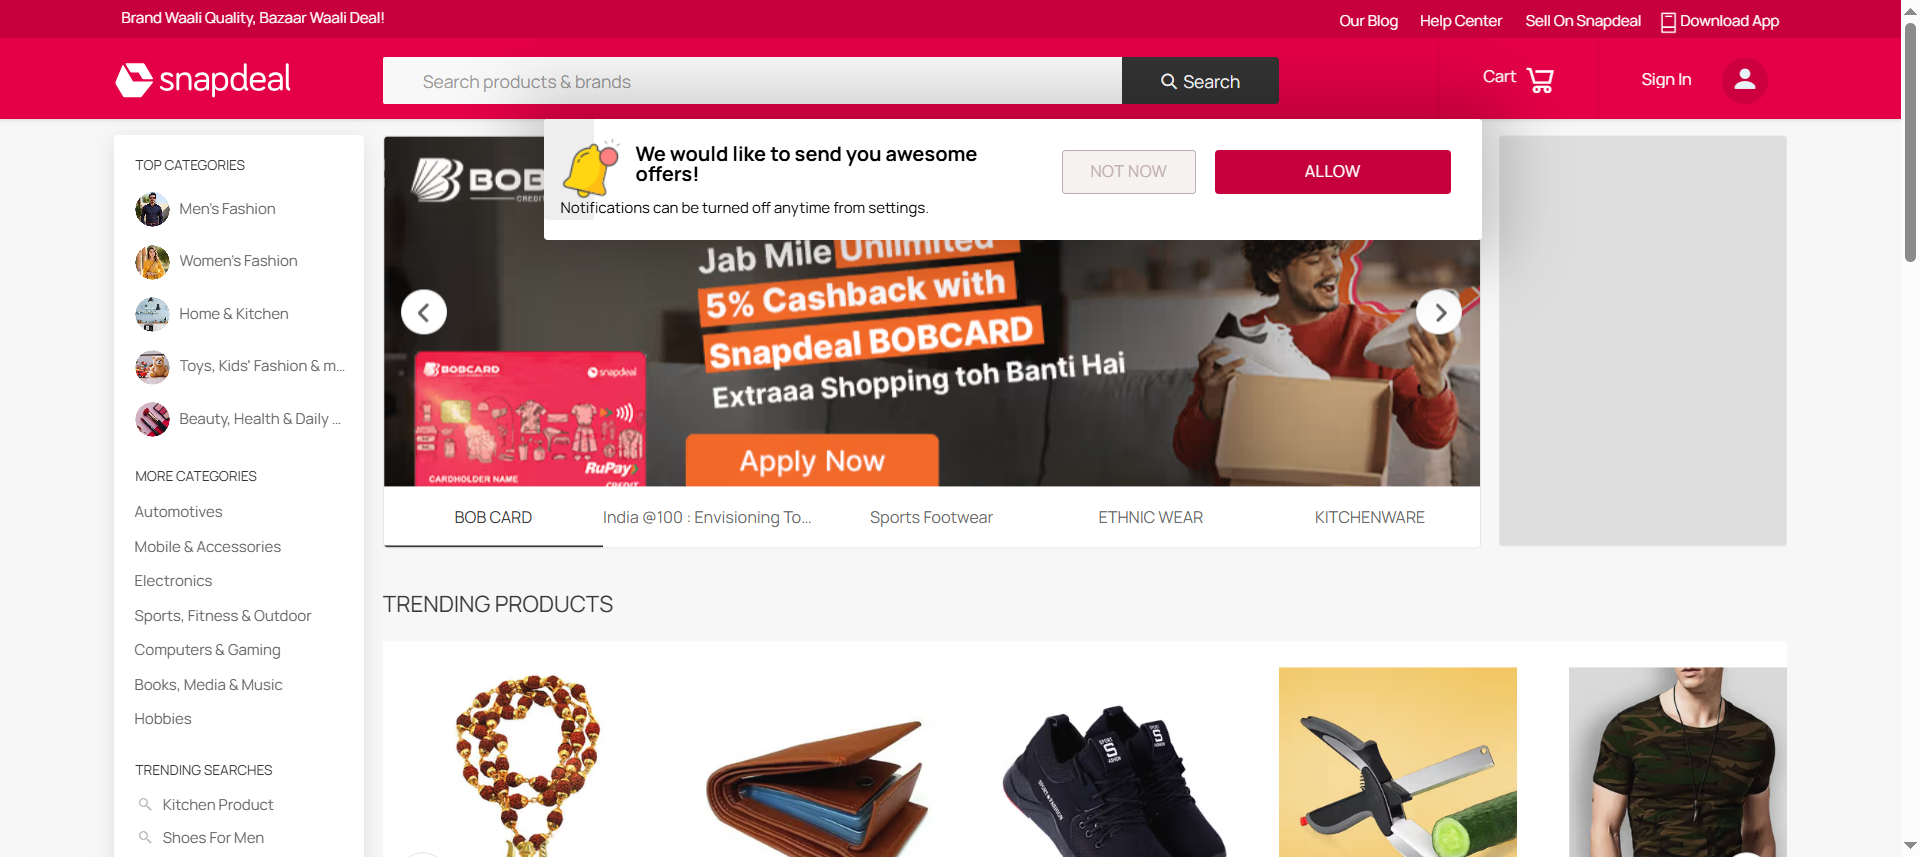 Brand Waali Quality, Bazaar Waali Deal!
Our Blog
Help Center
Sell On Snapdeal
Download App
snapdeal
Search products & brands
Search
Cart
Sign In
We would like to send you awesome
offers!
Notifications can be turned off anytime from settings.
NOT NOW
ALLOW
TOP CATEGORIES
Men's Fashion
Women's Fashion
Home & Kitchen
Toys, Kids' Fashion & m...
Beauty, Health & Daily ...
MORE CATEGORIES
Automotives
Mobile & Accessories
Electronics
Sports, Fitness & Outdoor
Computers & Gaming
Books, Media & Music
Hobbies
TRENDING SEARCHES
Kitchen Product
Shoes For Men
BOB
CREDIT
Jab Mile Unlimited
5% Cashback with
Snapdeal BOBCARD
Extraaa Shopping toh Banti Hai
Apply Now
BOBCARD
snapdeal
RuPay
CREDIT
CARDHOLDER NAME
BOB CARD
India @100 : Envisioning To...
Sports Footwear
ETHNIC WEAR
KITCHENWARE
TRENDING PRODUCTS